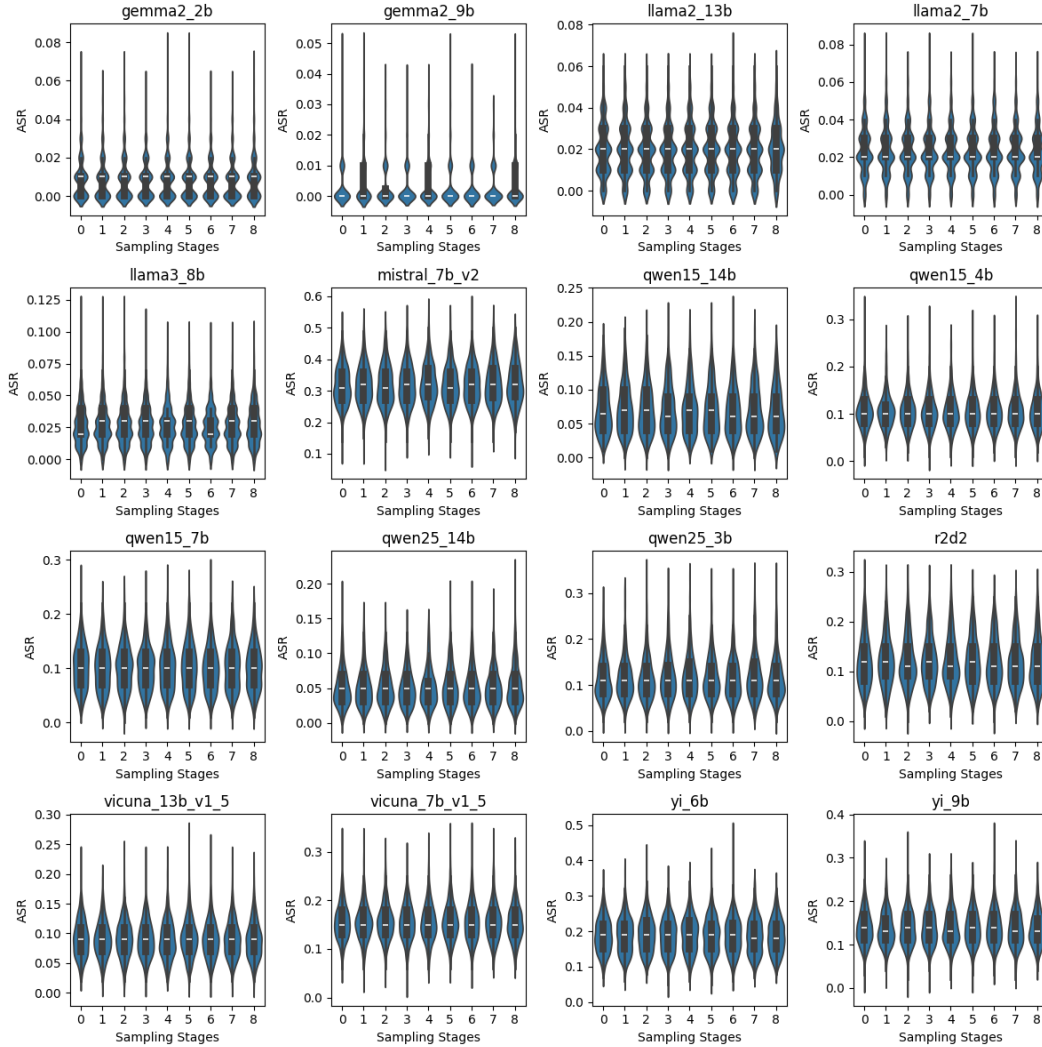 gemma2_2b
0.08
0.06
0.04
0.02
0.00
ASR
0 1 2 3 4 5 6 7 8
Sampling Stages
gemma2_9b
0.05
0.04
0.03
0.02
0.01
0.00
ASR
0 1 2 3 4 5 6 7 8
Sampling Stages
llama2_13b
0.08
0.06
0.04
0.02
0.00
ASR
0 1 2 3 4 5 6 7 8
Sampling Stages
llama2_7b
0.08
0.06
0.04
0.02
0.00
ASR
0 1 2 3 4 5 6 7 8
Sampling Stages
llama3_8b
0.125
0.100
0.075
0.050
0.025
0.000
ASR
0 1 2 3 4 5 6 7 8
Sampling Stages
mistral_7b_v2
0.6
0.5
0.4
0.3
0.2
0.1
ASR
0 1 2 3 4 5 6 7 8
Sampling Stages
qwen15_14b
0.25
0.20
0.15
0.10
0.05
0.00
ASR
0 1 2 3 4 5 6 7 8
Sampling Stages
qwen15_4b
0.3
0.2
0.1
0.0
ASR
0 1 2 3 4 5 6 7 8
Sampling Stages
qwen15_7b
0.3
0.2
0.1
0.0
ASR
0 1 2 3 4 5 6 7 8
Sampling Stages
qwen25_14b
0.20
0.15
0.10
0.05
0.00
ASR
0 1 2 3 4 5 6 7 8
Sampling Stages
qwen25_3b
0.3
0.2
0.1
0.0
ASR
0 1 2 3 4 5 6 7 8
Sampling Stages
r2d2
0.3
0.2
0.1
0.0
ASR
0 1 2 3 4 5 6 7 8
Sampling Stages
vicuna_13b_v1_5
0.30
0.25
0.20
0.15
0.10
0.05
0.00
ASR
0 1 2 3 4 5 6 7 8
Sampling Stages
vicuna_7b_v1_5
0.3
0.2
0.1
0.0
ASR
0 1 2 3 4 5 6 7 8
Sampling Stages
yi_6b
0.5
0.4
0.3
0.2
0.1
0.0
ASR
0 1 2 3 4 5 6 7 8
Sampling Stages
yi_9b
0.4
0.3
0.2
0.1
0.0
ASR
0 1 2 3 4 5 6 7 8
Sampling Stages